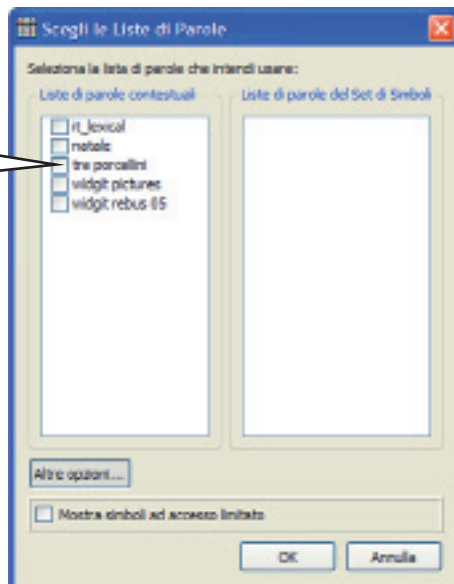 Scegli le Liste di Parole
Seleziona la lista di parole che intendi usare:
Liste di parole contestuali
Liste di parole del Set di Simboli
it_lexical
natale
tre porcellini
widgit pictures
widgit rebus 05
Altre opzioni...
Mostra simboli ad accesso limitato
OK
Annulla